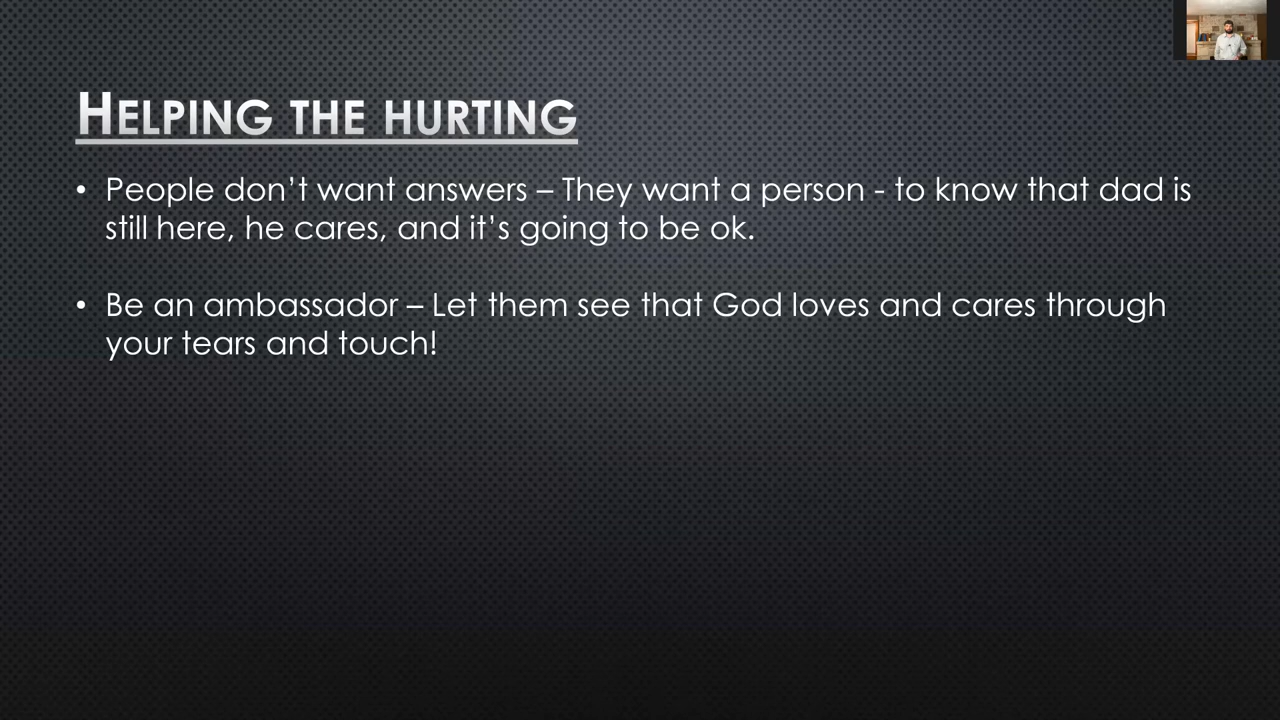 HELPING THE HURTING
• People don’t want answers – They want a person - to know that dad is
still here, he cares, and it’s going to be ok.
• Be an ambassador – Let them see that God loves and cares through
your tears and touch!